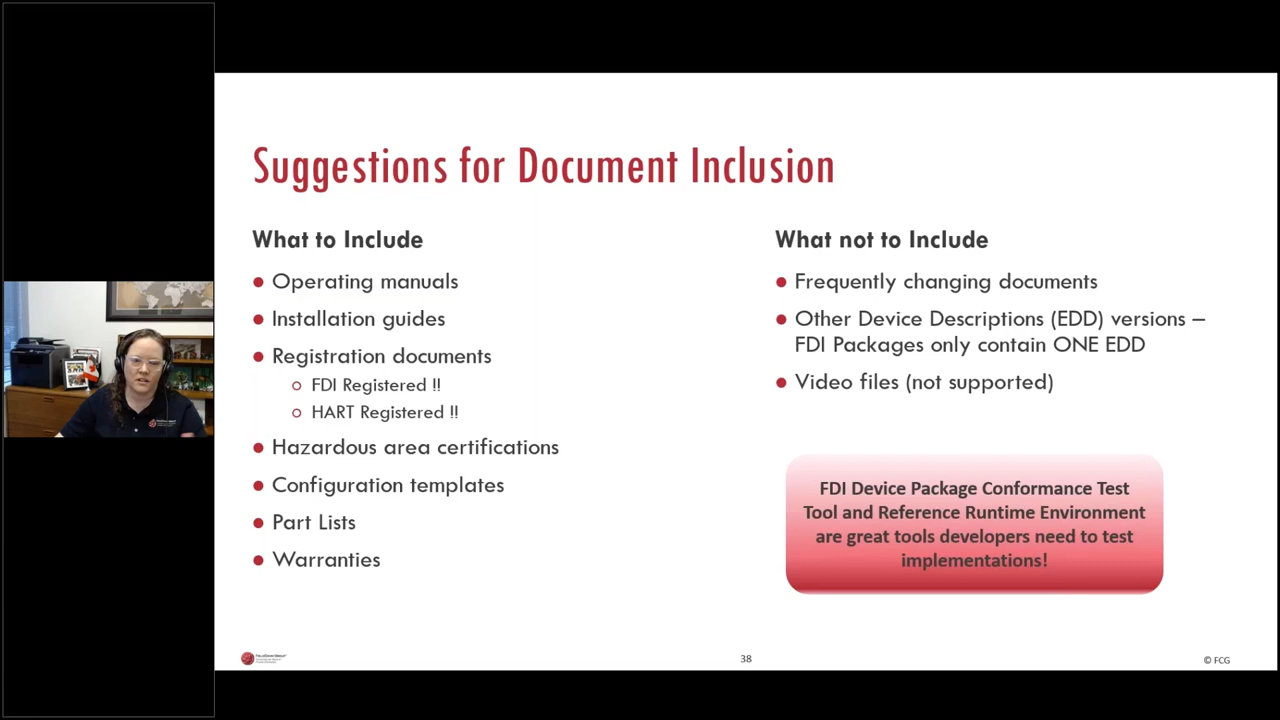 Suggestions for Document Inclusion
What to Include
Operating manuals
Installation guides
Registration documents
FDI Registered !!
HART Registered !!
Hazardous area certifications
Configuration templates
Part Lists
Warranties
What not to Include
Frequently changing documents
Other Device Descriptions (EDD) versions –
FDI Packages only contain ONE EDD
Video files (not supported)
FDI Device Package Conformance Test
Tool and Reference Runtime Environment
are great tools developers need to test
implementations!
38
© FCG